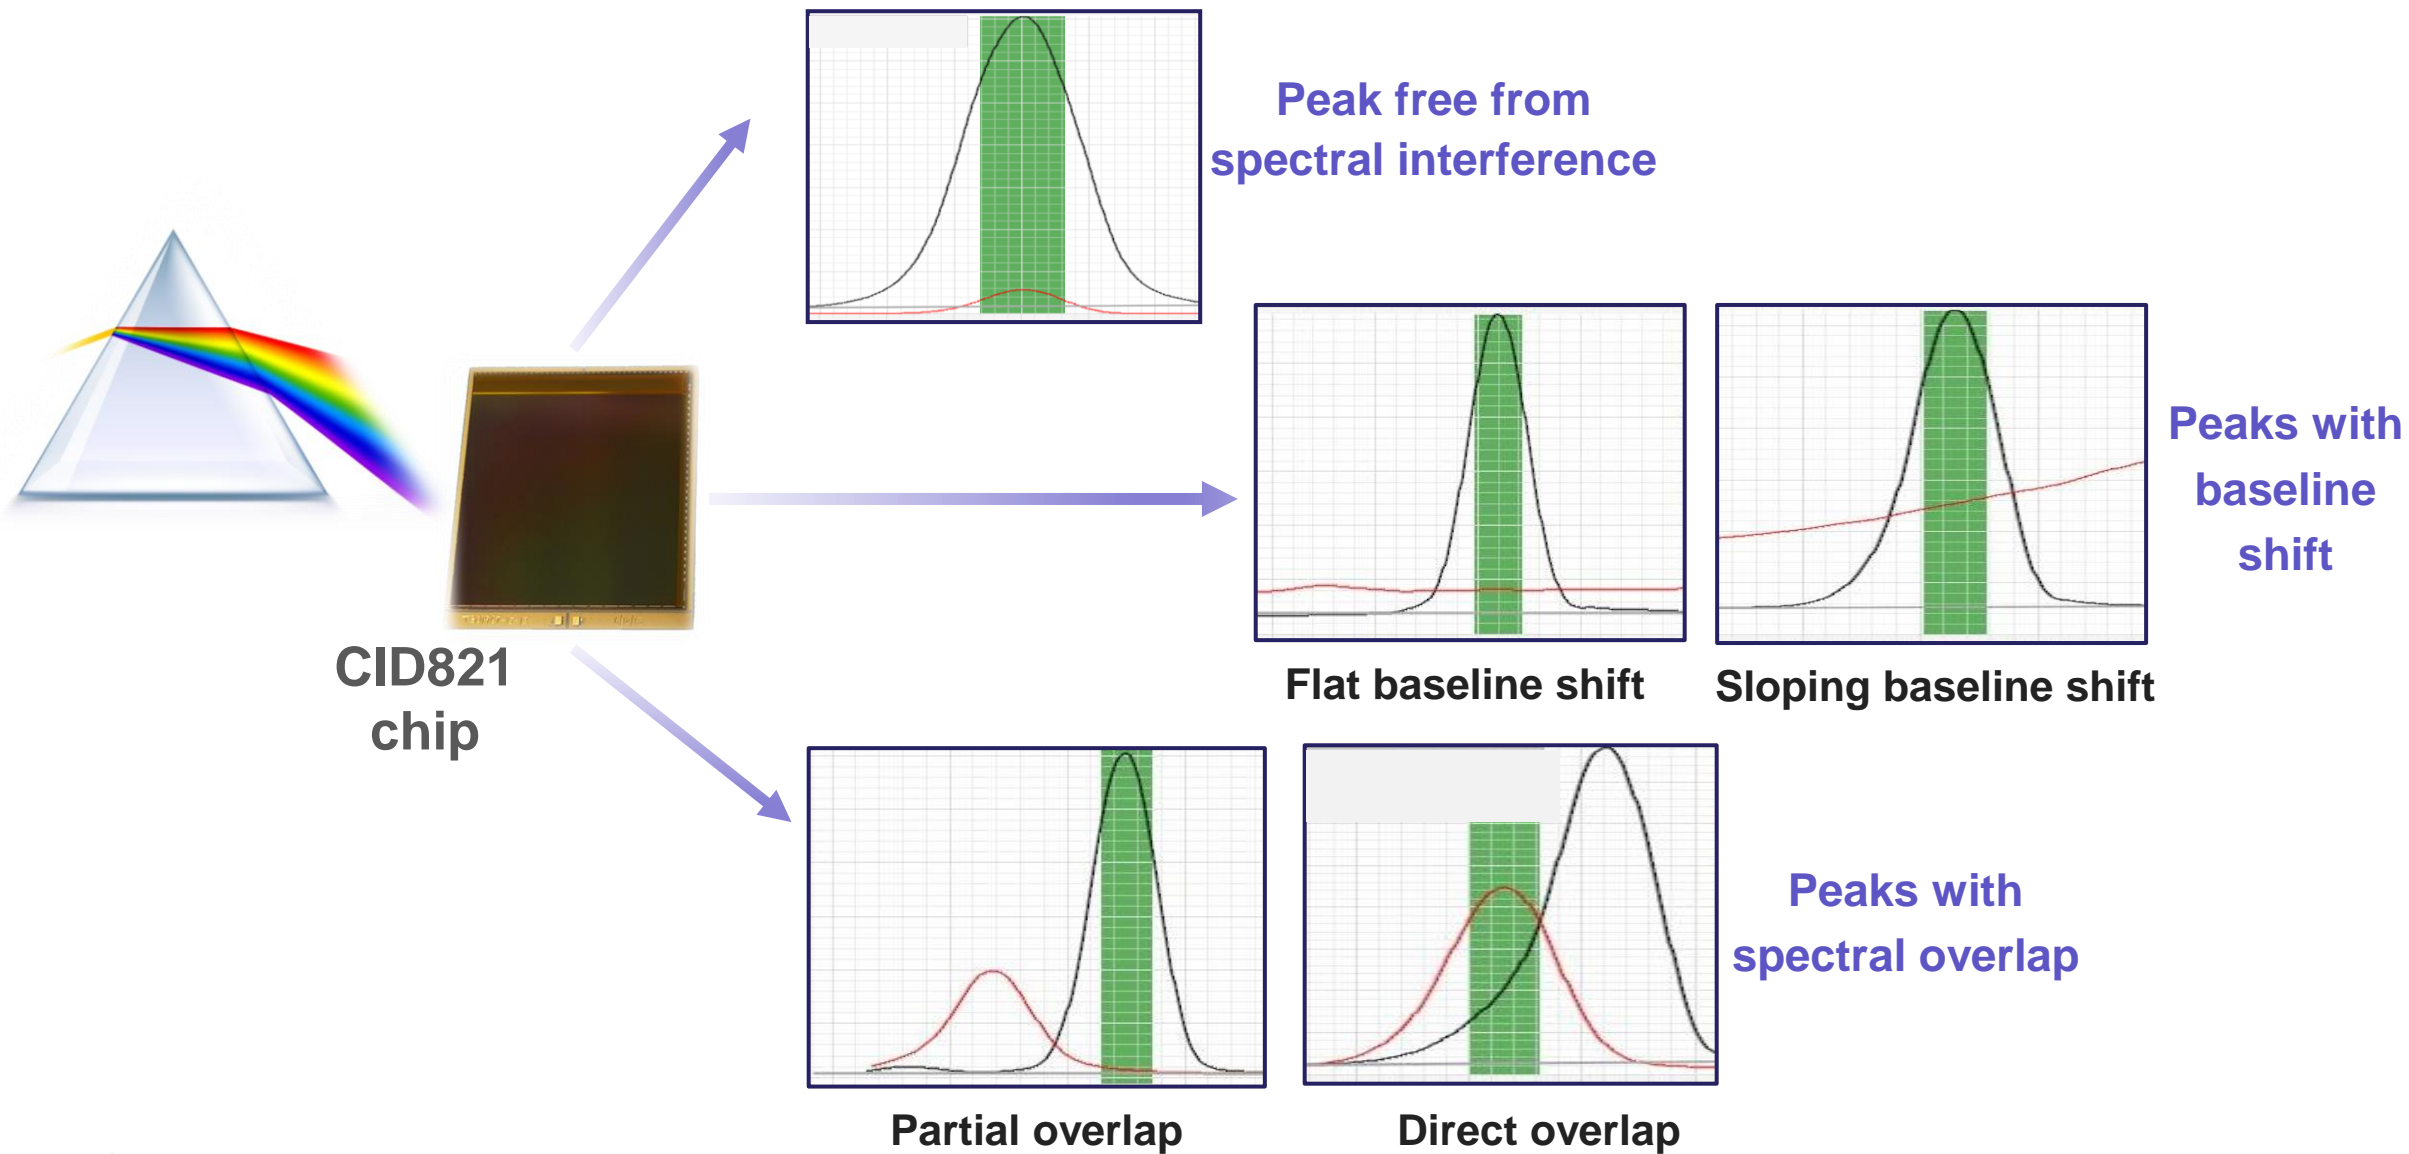 Peak free from
spectral interference
Peaks with
baseline
shift
Flat baseline shift
Sloping baseline shift
CID821
chip
Peaks with
spectral overlap
Partial overlap
Direct overlap